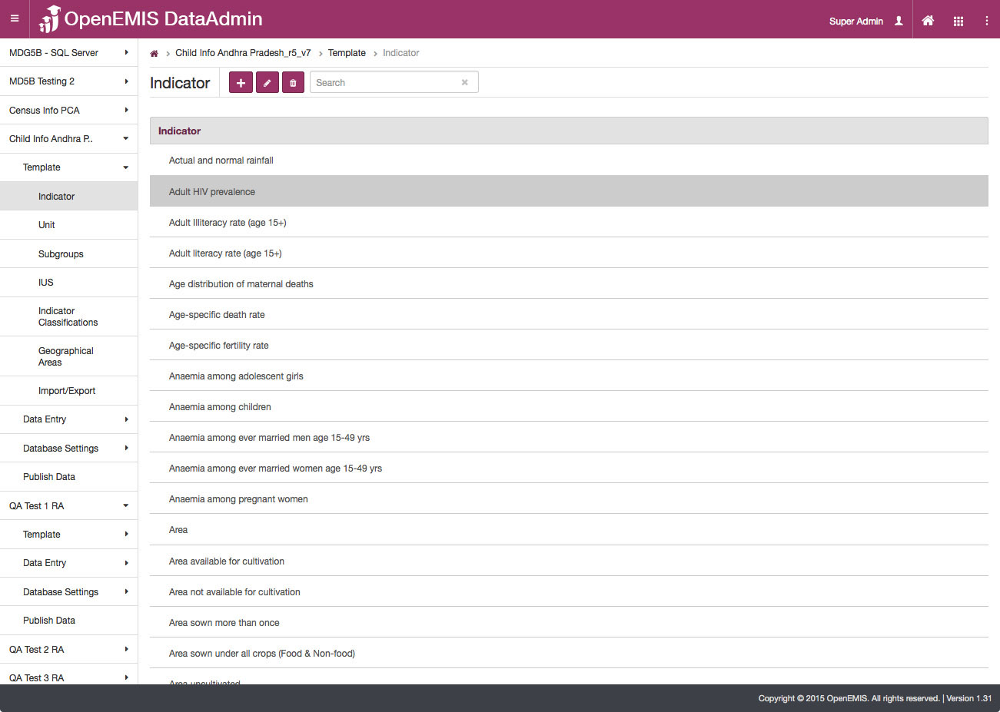 OpenEMIS DataAdmin
Super Admin
MDG5B - SQL Server
MD5B Testing 2
Census Info PCA
Child Info Andhra P..
Template
Indicator
Unit
Subgroups
IUS
Indicator
Classifications
Geographical
Areas
Import/Export
Data Entry
Database Settings
Publish Data
QA Test 1 RA
Template
Data Entry
Database Settings
Publish Data
QA Test 2 RA
QA Test 3 RA
Child Info Andhra Pradesh_r5_v7 > Template > Indicator
Indicator
Search
Indicator
Actual and normal rainfall
Adult HIV prevalence
Adult Illiteracy rate (age 15+)
Adult literacy rate (age 15+)
Age distribution of maternal deaths
Age-specific death rate
Age-specific fertility rate
Anaemia among adolescent girls
Anaemia among children
Anaemia among ever married men age 15-49 yrs
Anaemia among ever married women age 15-49 yrs
Anaemia among pregnant women
Area
Area available for cultivation
Area not available for cultivation
Area sown more than once
Area sown under all crops (Food & Non-food)
Area uncultivated
Copyright © 2015 OpenEMIS. All rights reserved. | Version 1.31